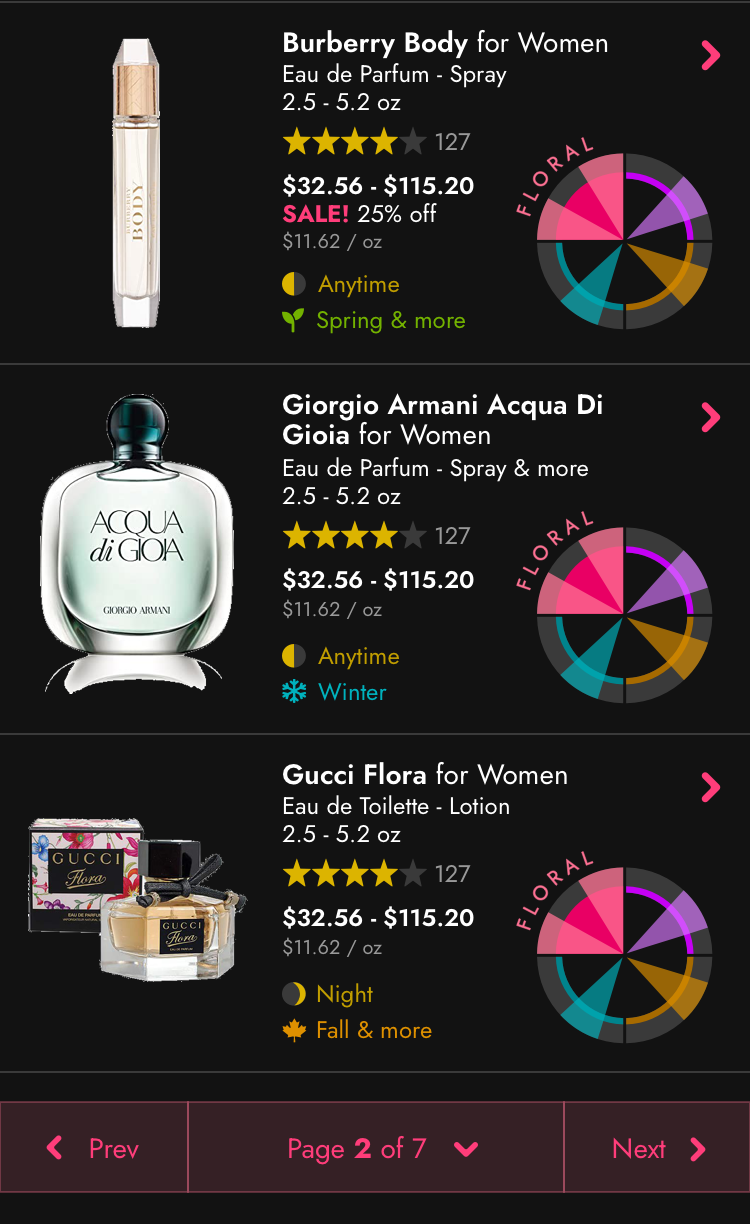 Burberry Body for Women
Eau de Parfum - Spray
2.5 - 5.2 oz
127
$32.56 - $115.20
SALE! 25% off
$11.62 / oz
Anytime
Spring & more
FLORAL
BURBERRY
BODY
Giorgio Armani Acqua Di
Gioia for Women
Eau de Parfum - Spray & more
2.5 - 5.2 oz
127
$32.56 - $115.20
$11.62 / oz
Anytime
Winter
FLORAL
ACQUA
di GIOIA
GIORGIO ARMANI
Gucci Flora for Women
Eau de Toilette - Lotion
2.5 - 5.2 oz
127
$32.56 - $115.20
$11.62 / oz
Night
Fall & more
FLORAL
GUCCI
Flora
EAU DE PARFUM
GUCCI
Flora
Prev
Page 2 of 7
Next